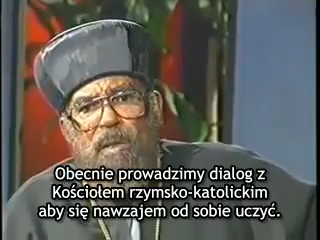 Obecnie prowadzimy dialog z
Kościołem rzymsko-katolickim
aby się nawzajem od sobie uczyć.